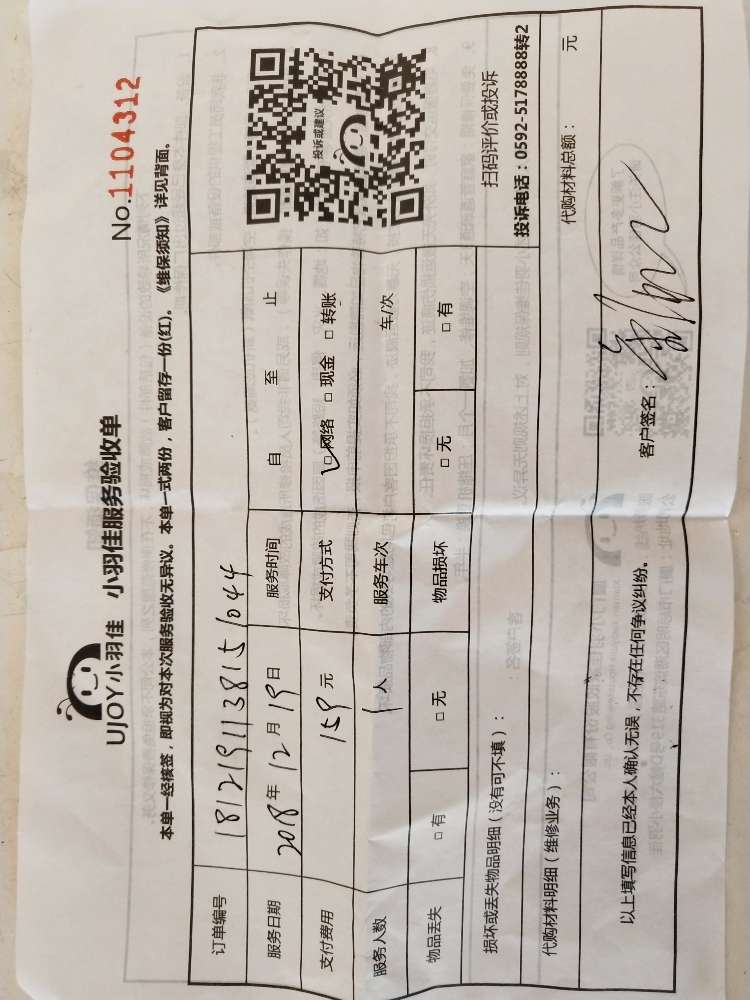 UJOY小羽佳 小羽佳服务验收单
No.1104312
本单一经核签，即视为对本次服务验收无异议。本单一式两份，客户留存一份(红)。《维保须知》详见背面。
订单编号 1812191138151044
服务日期 2018年12月19日 服务时间 自 至 止
支付费用 159元 支付方式 □网络 □现金 □转账
服务人数 1人 服务车次 车/次
物品丢失 □有 □无 物品损坏 □无 □有
投诉或建议
扫码评价或投诉
投诉电话：0592-5178888转2
损坏或丢失物品明细（没有可不填）：
代购材料明细（维修业务）： 代购材料总额： 元
以上填写信息已经本人确认无误，不存在任何争议纠纷。 客户签名：